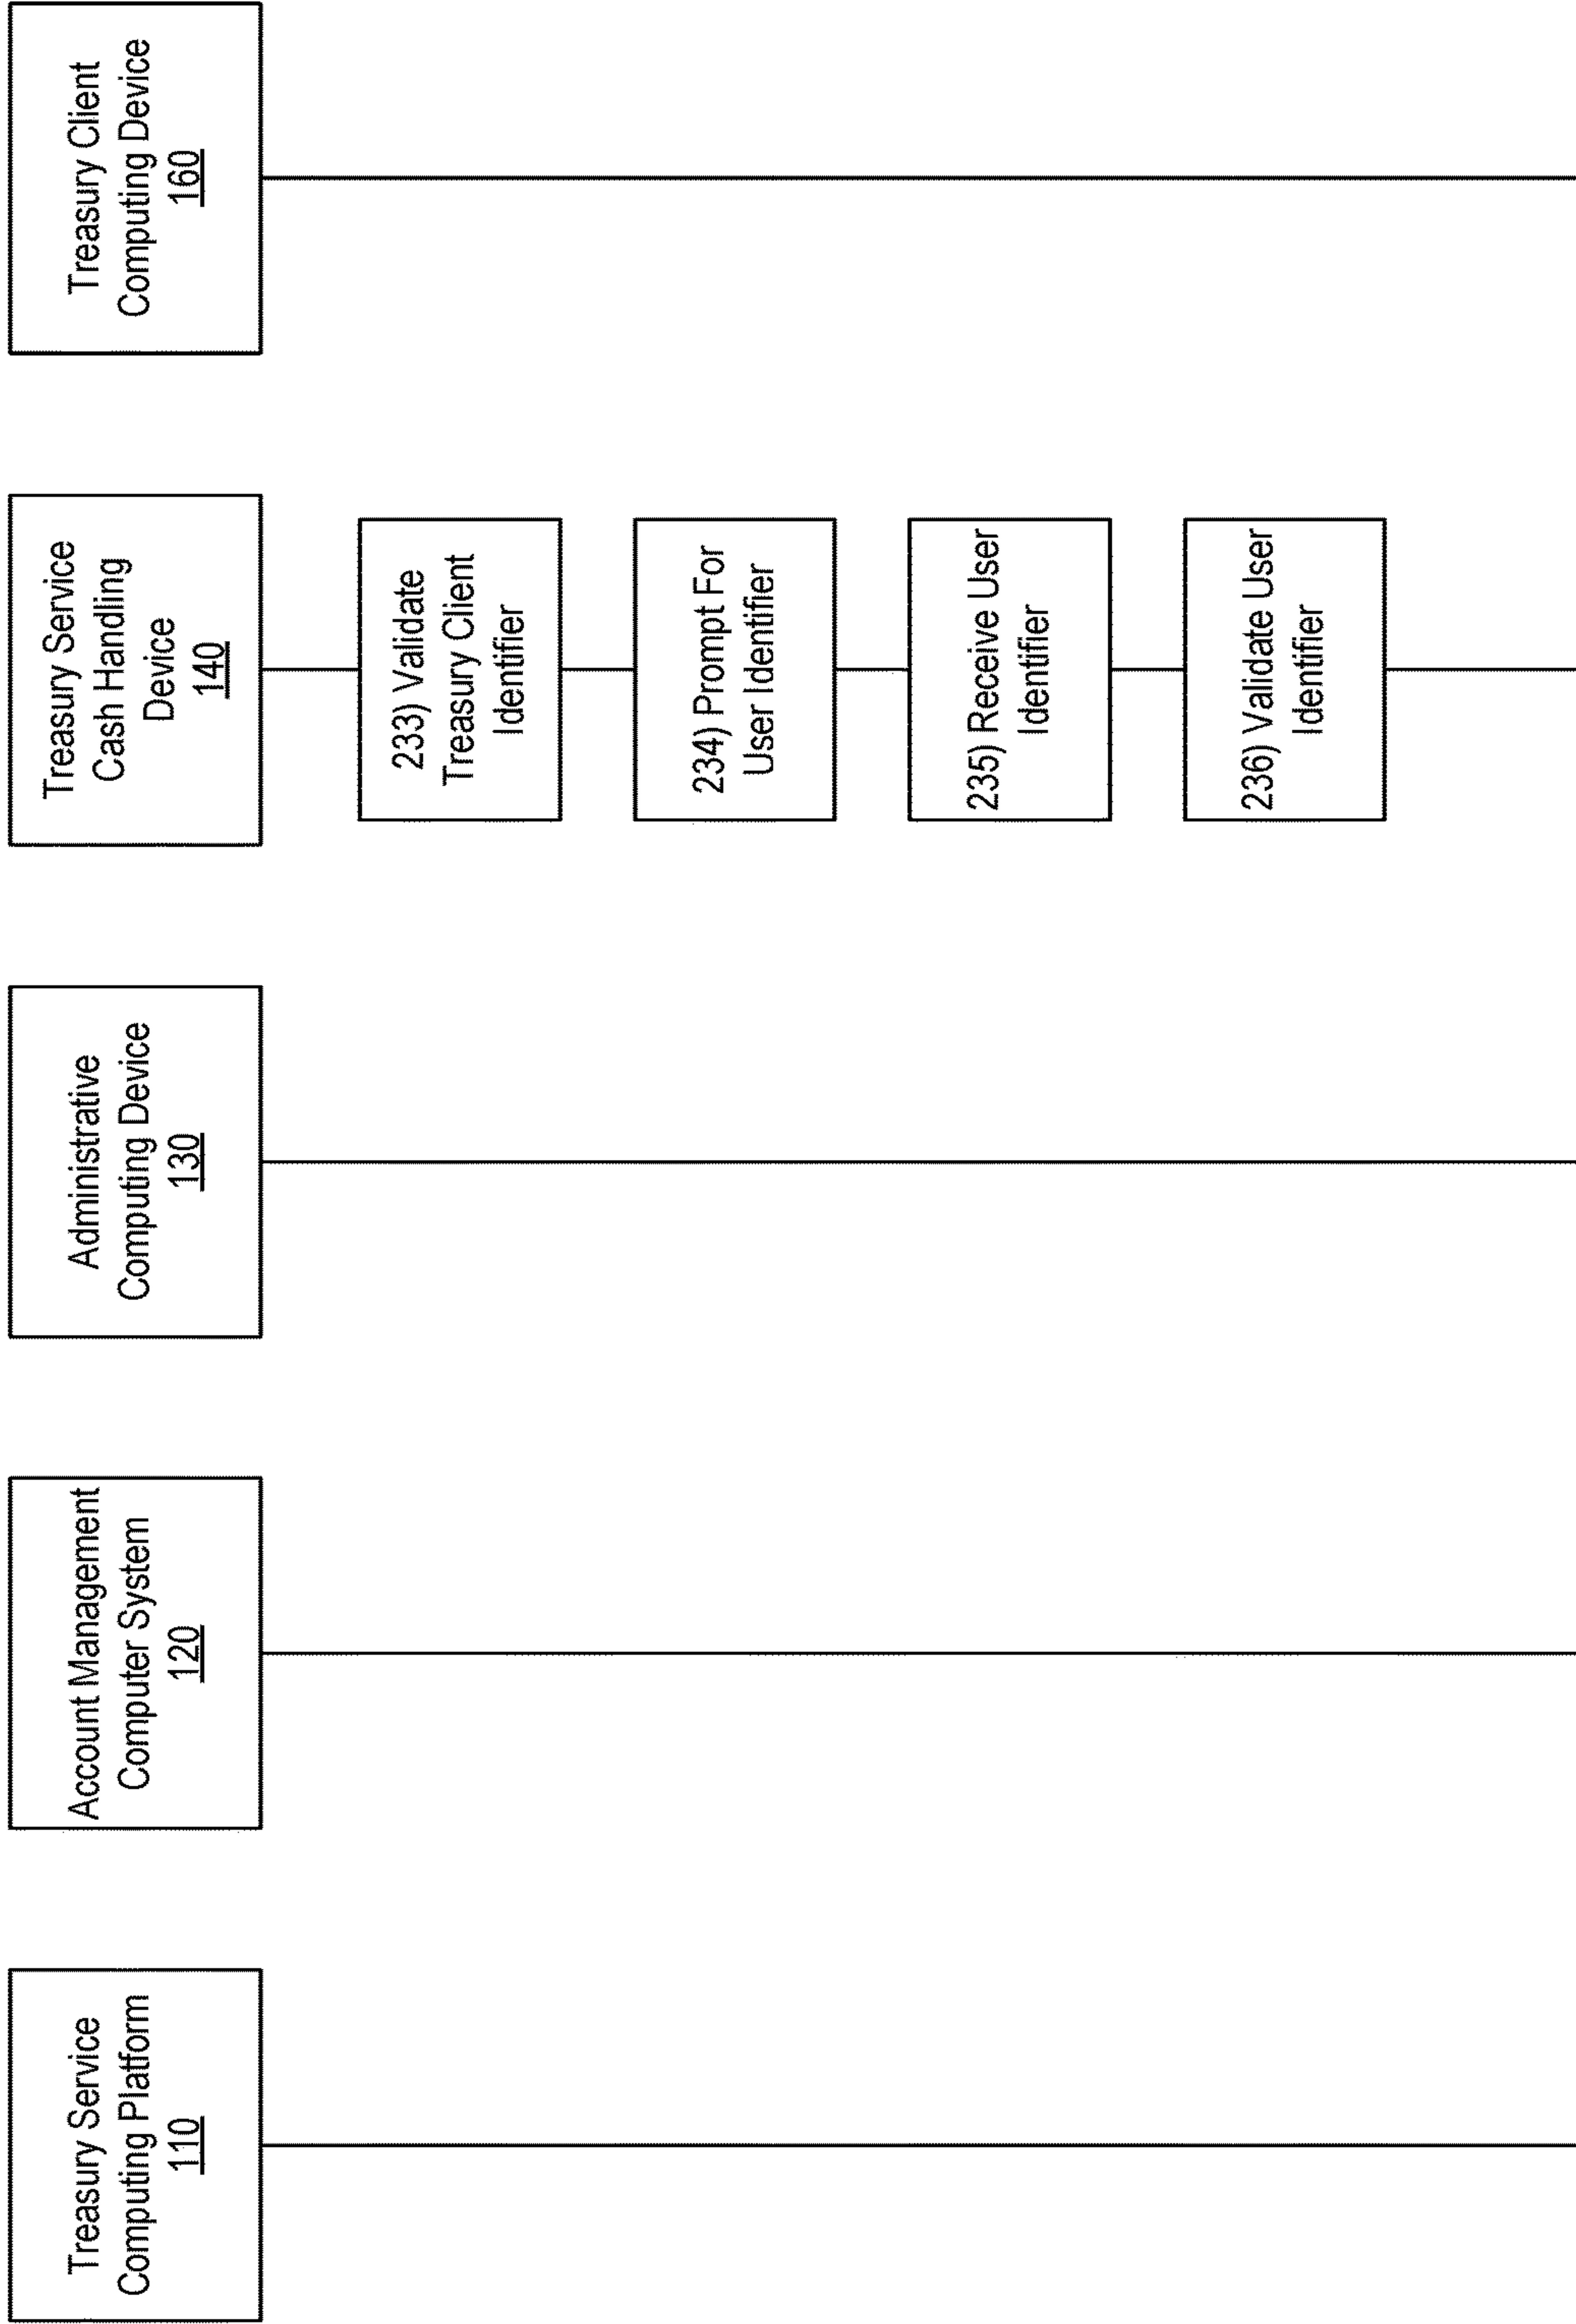 Treasury Service
Computing Platform
110
Account Management
Computer System
120
Administrative
Computing Device
130
Treasury Service
Cash Handling
Device
140
Treasury Client
Computing Device
160
233) Validate
Treasury Client
Identifier
234) Prompt For
User Identifier
235) Receive User
Identifier
236) Validate User
Identifier